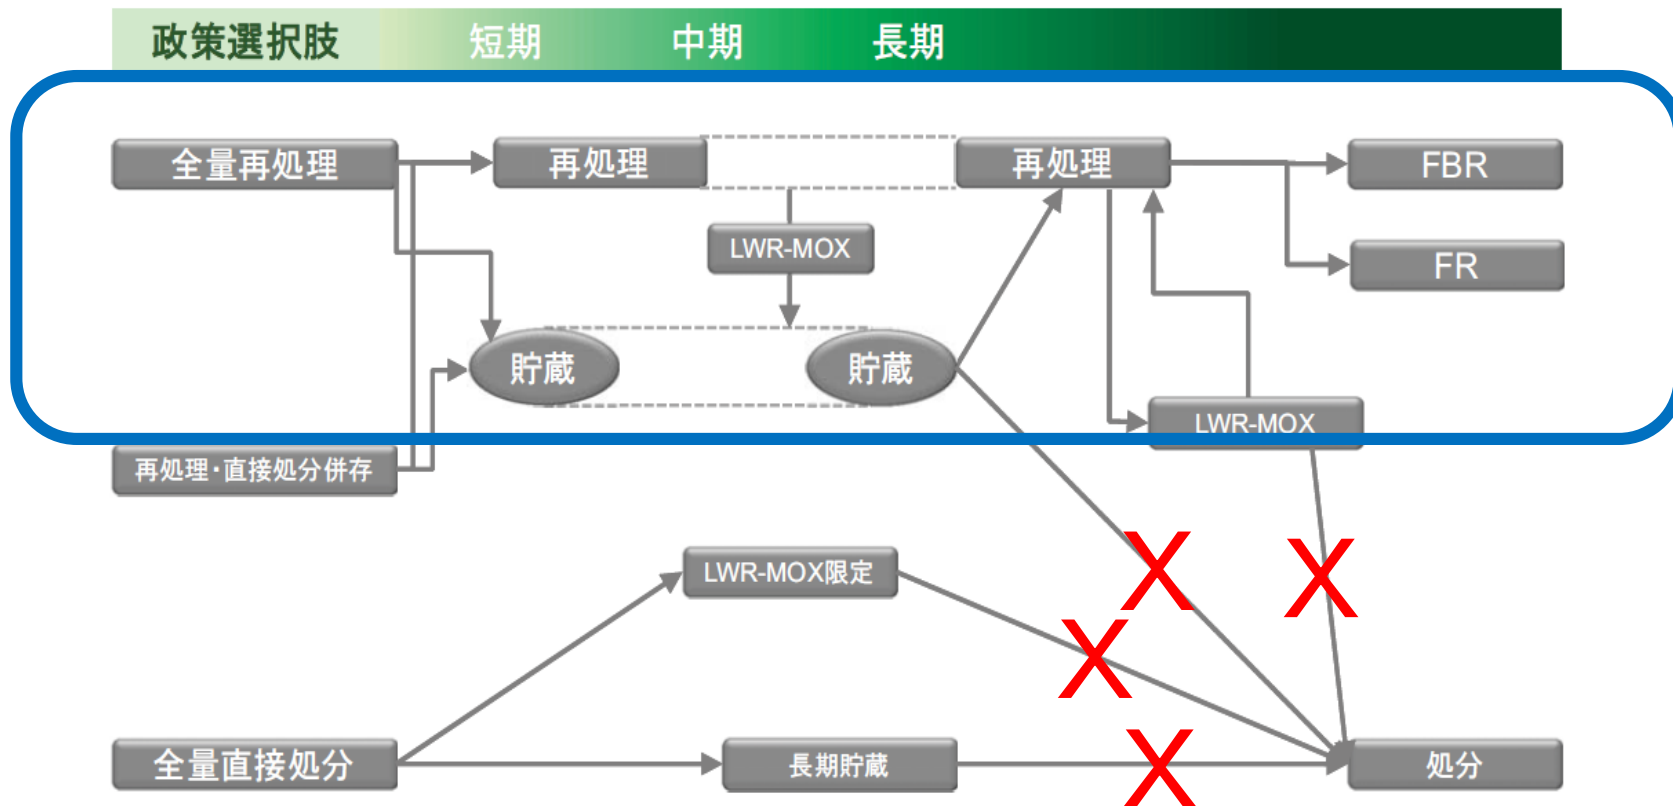 政策選択肢 短期 中期 長期
全量再処理 再処理 再処理 FBR
LWR-MOX FR
貯蔵 貯蔵
LWR-MOX
再処理・直接処分併存
X X
LWR-MOX限定
X
全量直接処分 長期貯蔵 X 処分